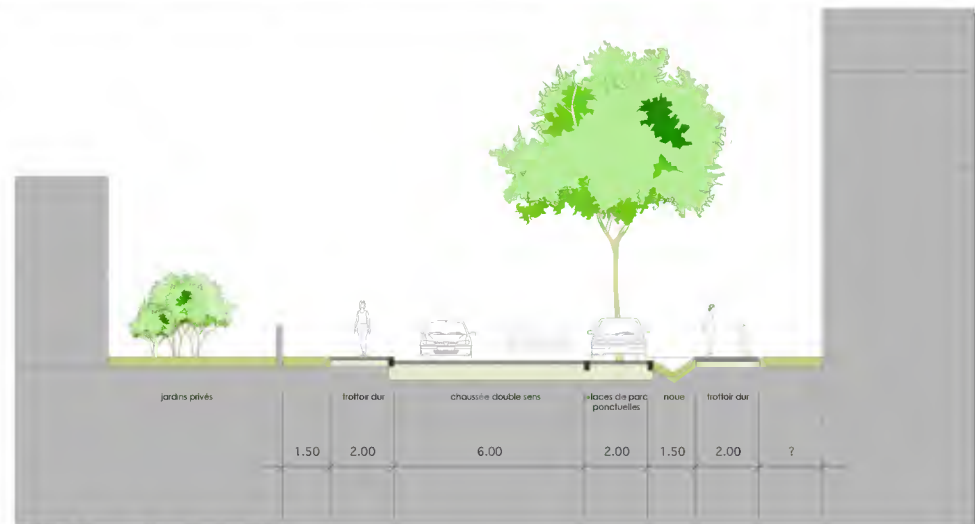 jardins privés
trottoir dur
chaussée double sens
places de parc
ponctuelles
noue
trottoir dur
1.50
2.00
6.00
2.00
1.50
2.00
?